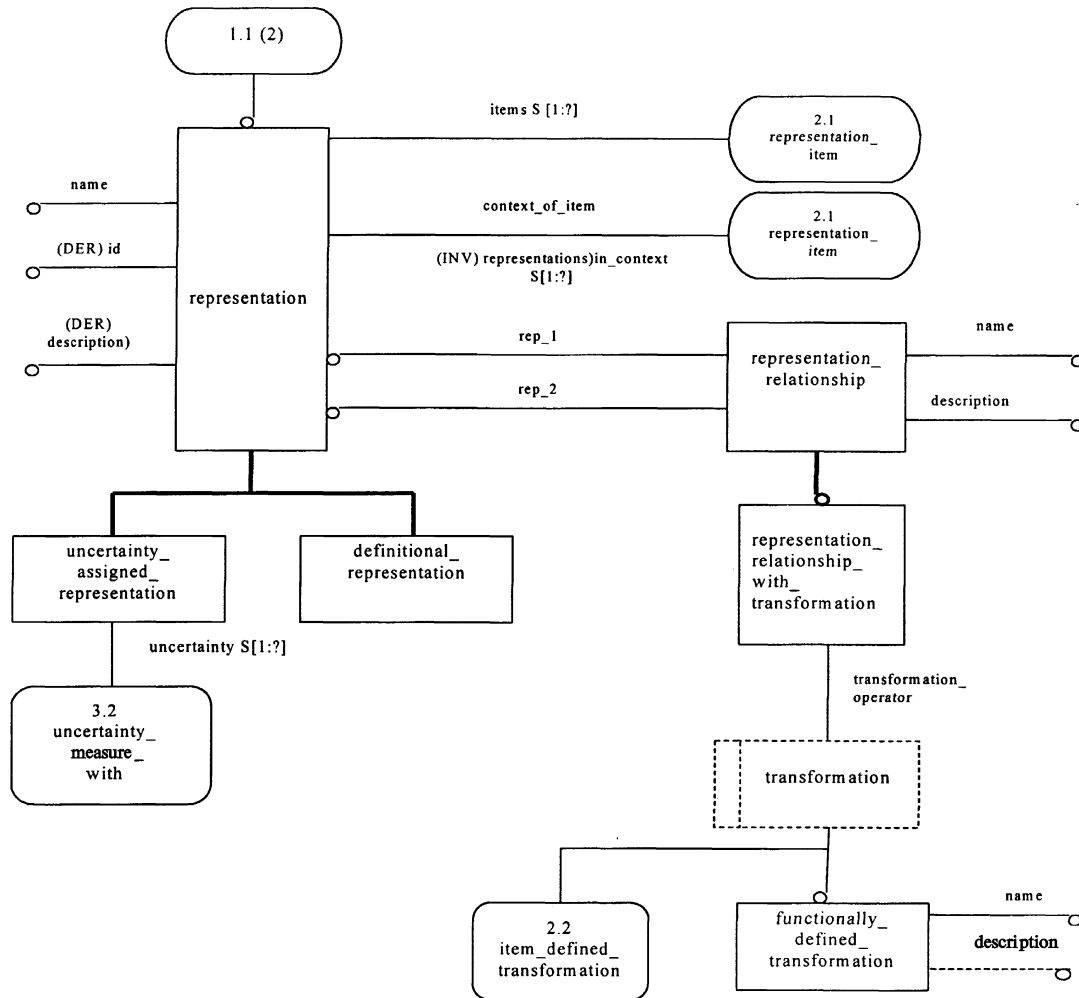 1.1 (2)
items S [1:?]
2.1
representation_
item
name
context_of_item
2.1
representation_
item
(DER) id
(INV) representations)in_context
S[1:?]
representation
(DER)
description)
rep_1
representation_
relationship
name
rep_2
description
uncertainty_
assigned_
representation
definitional_
representation
representation_
relationship_
with_
transformation
uncertainty S[1:?]
transformation_
operator
3.2
uncertainty_
measure_
with
transformation
2.2
item_defined_
transformation
functionally_
defined_
transformation
name
description